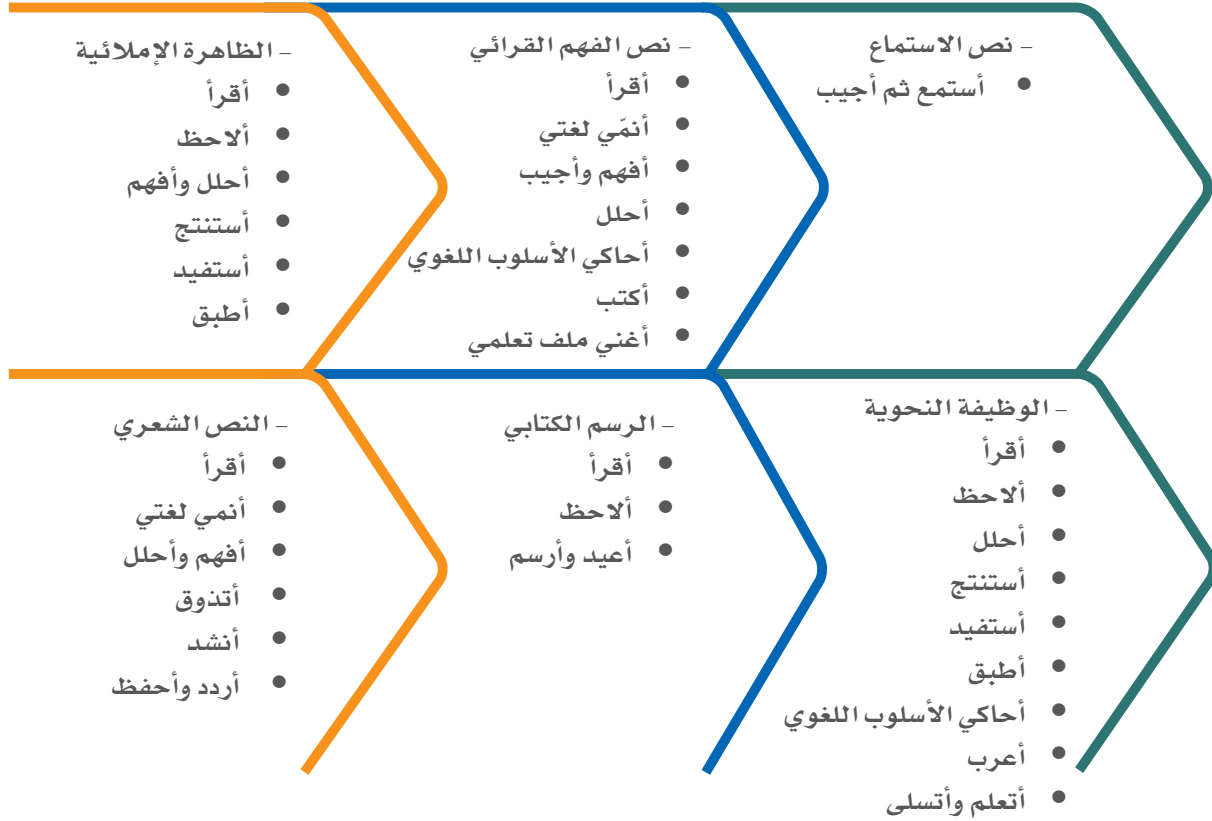 - نص الاستماع
● أستمع ثم أجيب
- نص الفهم القرائي
● أقرأ
● أنمّي لغتي
● أفهم وأجيب
● أحلل
● أحاكي الأسلوب اللغوي
● أكتب
● أغني ملف تعلمي
- الظاهرة الإملائية
● أقرأ
● ألاحظ
● أحلل وأفهم
● أستنتج
● أستفيد
● أطبق
- الوظيفة النحوية
● أقرأ
● ألاحظ
● أحلل
● أستنتج
● أستفيد
● أطبق
● أحاكي الأسلوب اللغوي
● أعرب
● أتعلم وأتسلى
- الرسم الكتابي
● أقرأ
● ألاحظ
● أعيد وأرسم
- النص الشعري
● أقرأ
● أنمي لغتي
● أفهم وأحلل
● أتذوق
● أنشد
● أردد وأحفظ